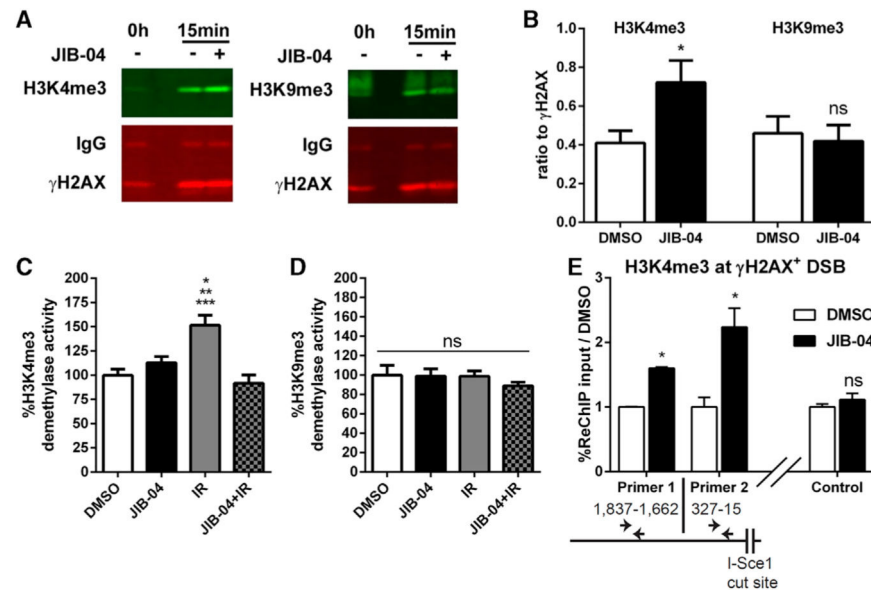 A
0h 15min
JIB-04 - - +
H3K4me3
IgG
γH2AX
0h 15min
JIB-04 - - +
H3K9me3
IgG
γH2AX
B
H3K4me3 H3K9me3
ratio to γH2AX
1.0
0.8
0.6
0.4
0.2
0.0
*
ns
DMSO JIB-04 DMSO JIB-04
C
%H3K4me3
demethylase activity
200
175
150
125
100
75
50
25
0
*
**
***
DMSO
JIB-04
IR
JIB-04+IR
D
%H3K9me3
demethylase activity
200
180
160
140
120
100
80
60
40
20
0
ns
DMSO
JIB-04
IR
JIB-04+IR
E
H3K4me3 at γH2AX+ DSB
%ReChIP input / DMSO
3
2
1
0
*
*
ns
DMSO
JIB-04
Primer 1 Primer 2 Control
1,837-1,662 327-15
I-Sce1
cut site